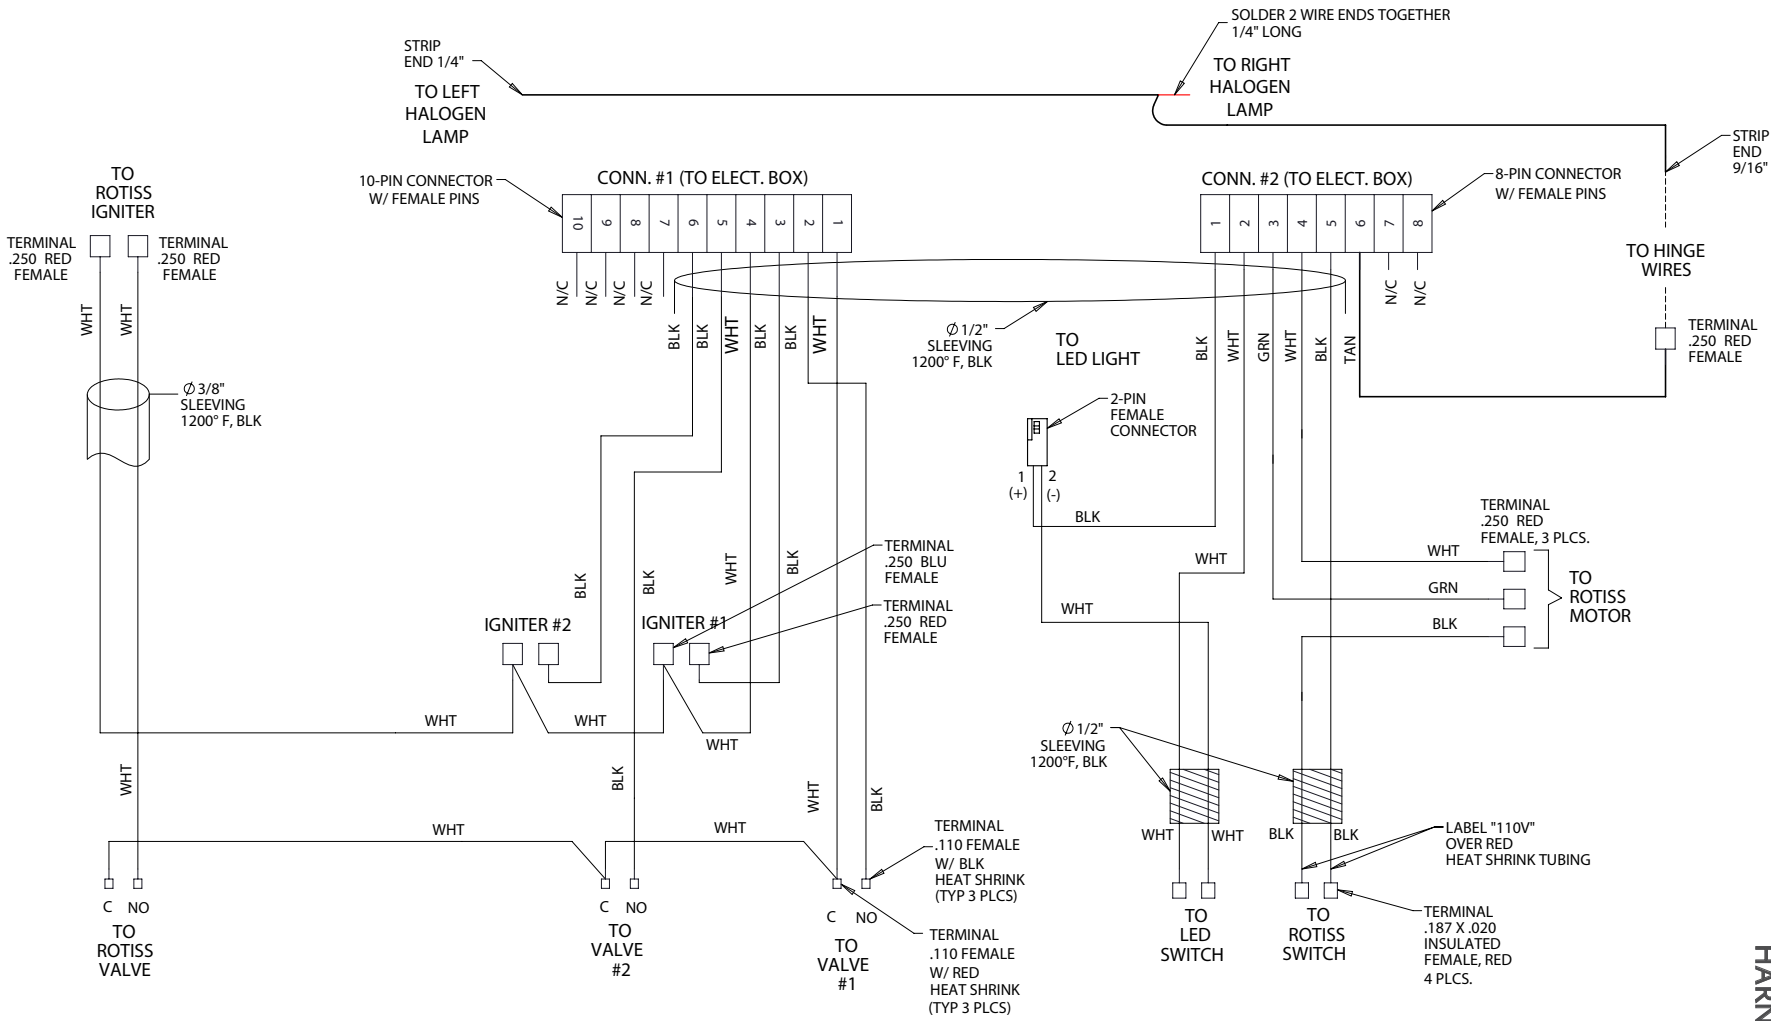 SOLDER 2 WIRE ENDS TOGETHER
1/4" LONG
STRIP
END 1/4"
TO LEFT
HALOGEN
LAMP
TO RIGHT
HALOGEN
LAMP
STRIP
END
9/16"
TO
ROTISS
IGNITER
10-PIN CONNECTOR
W/ FEMALE PINS
CONN. #1 (TO ELECT. BOX)
CONN. #2 (TO ELECT. BOX)
8-PIN CONNECTOR
W/ FEMALE PINS
10 9 8 7 6 5 4 3 2 1
1 2 3 4 5 6 7 8
TERMINAL
.250 RED
FEMALE
TERMINAL
.250 RED
FEMALE
TO HINGE
WIRES
N/C N/C N/C N/C
N/C N/C
WHT WHT
BLK BLK WHT BLK BLK WHT
Ø 1/2"
SLEEVING
1200° F, BLK
TO
LED LIGHT
BLK WHT GRN WHT BLK TAN
TERMINAL
.250 RED
FEMALE
Ø 3/8"
SLEEVING
1200° F, BLK
2-PIN
FEMALE
CONNECTOR
1 2
(+) (-)
BLK
TERMINAL
.250 RED
FEMALE, 3 PLCS.
WHT
GRN
BLK
TO
ROTISS
MOTOR
TERMINAL
.250 BLU
FEMALE
TERMINAL
.250 RED
FEMALE
BLK BLK WHT BLK
WHT
WHT
IGNITER #2
IGNITER #1
WHT
WHT
WHT
Ø 1/2"
SLEEVING
1200°F, BLK
WHT BLK WHT BLK
WHT
WHT
TERMINAL
.110 FEMALE
W/ BLK
HEAT SHRINK
(TYP 3 PLCS)
WHT WHT
BLK BLK
LABEL "110V"
OVER RED
HEAT SHRINK TUBING
C NO
TO
ROTISS
VALVE
C NO
TO
VALVE
#2
C NO
TO
VALVE
#1
TERMINAL
.110 FEMALE
W/ RED
HEAT SHRINK
(TYP 3 PLCS)
TO
LED
SWITCH
TO
ROTISS
SWITCH
TERMINAL
.187 X .020
INSULATED
FEMALE, RED
4 PLCS.
HARN